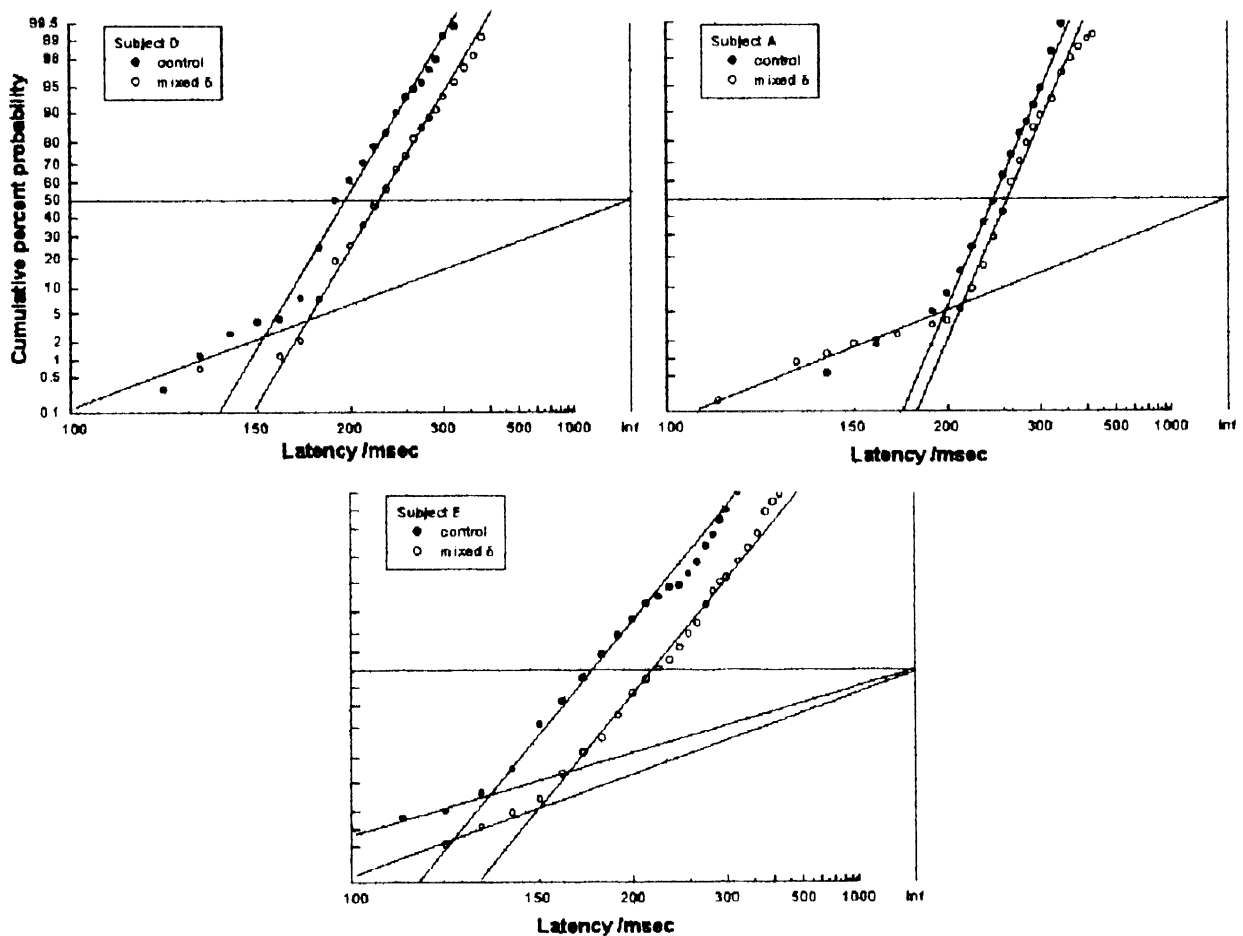 99.5
99
98
95
90
80
70
60
50
40
30
20
10
5
2
1
0.5
0.1
Cumulative percent probability
Subject D
control
mixed δ
100
150
200
300
500
1000
Inf
Latency /msec
Subject A
control
mixed δ
100
150
200
300
500
1000
Inf
Latency /msec
Subject E
control
mixed δ
100
150
200
300
500
1000
Inf
Latency /msec